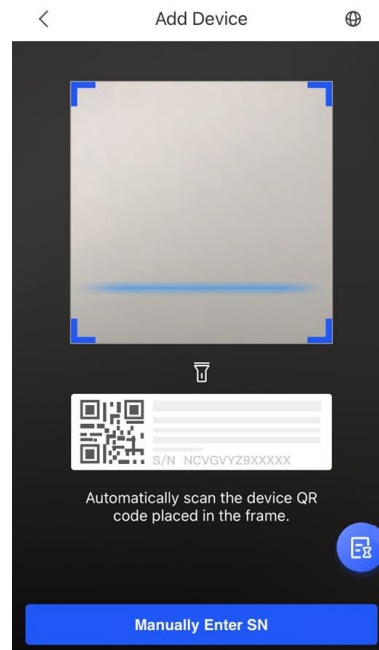 Add Device
S/N NCVGVYZ9XXXXX
Automatically scan the device QR
code placed in the frame.
Manually Enter SN